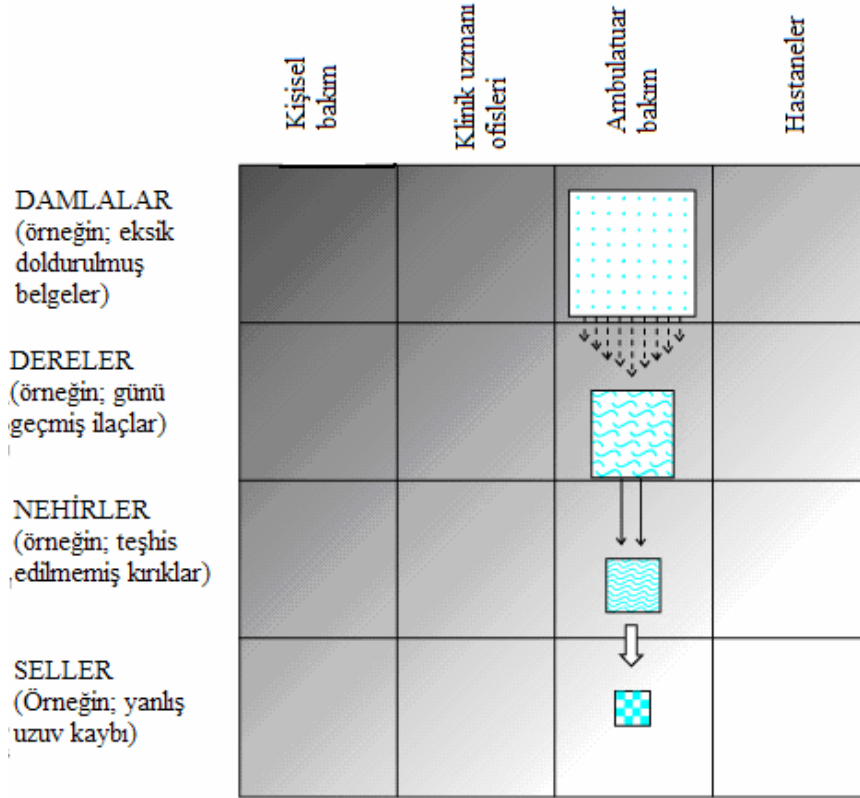 Kişisel
bakım
Klinik uzmanı
ofisleri
Ambulatuar
bakım
Hastaneler
DAMLALAR
(örneğin; eksik
doldurulmuş
belgeler)
DERELER
(örneğin; günü
geçmiş ilaçlar)
NEHİRLER
(örneğin; teşhis
edilmemiş kırıklar)
SELLER
(Örneğin; yanlış
uzuv kaybı)